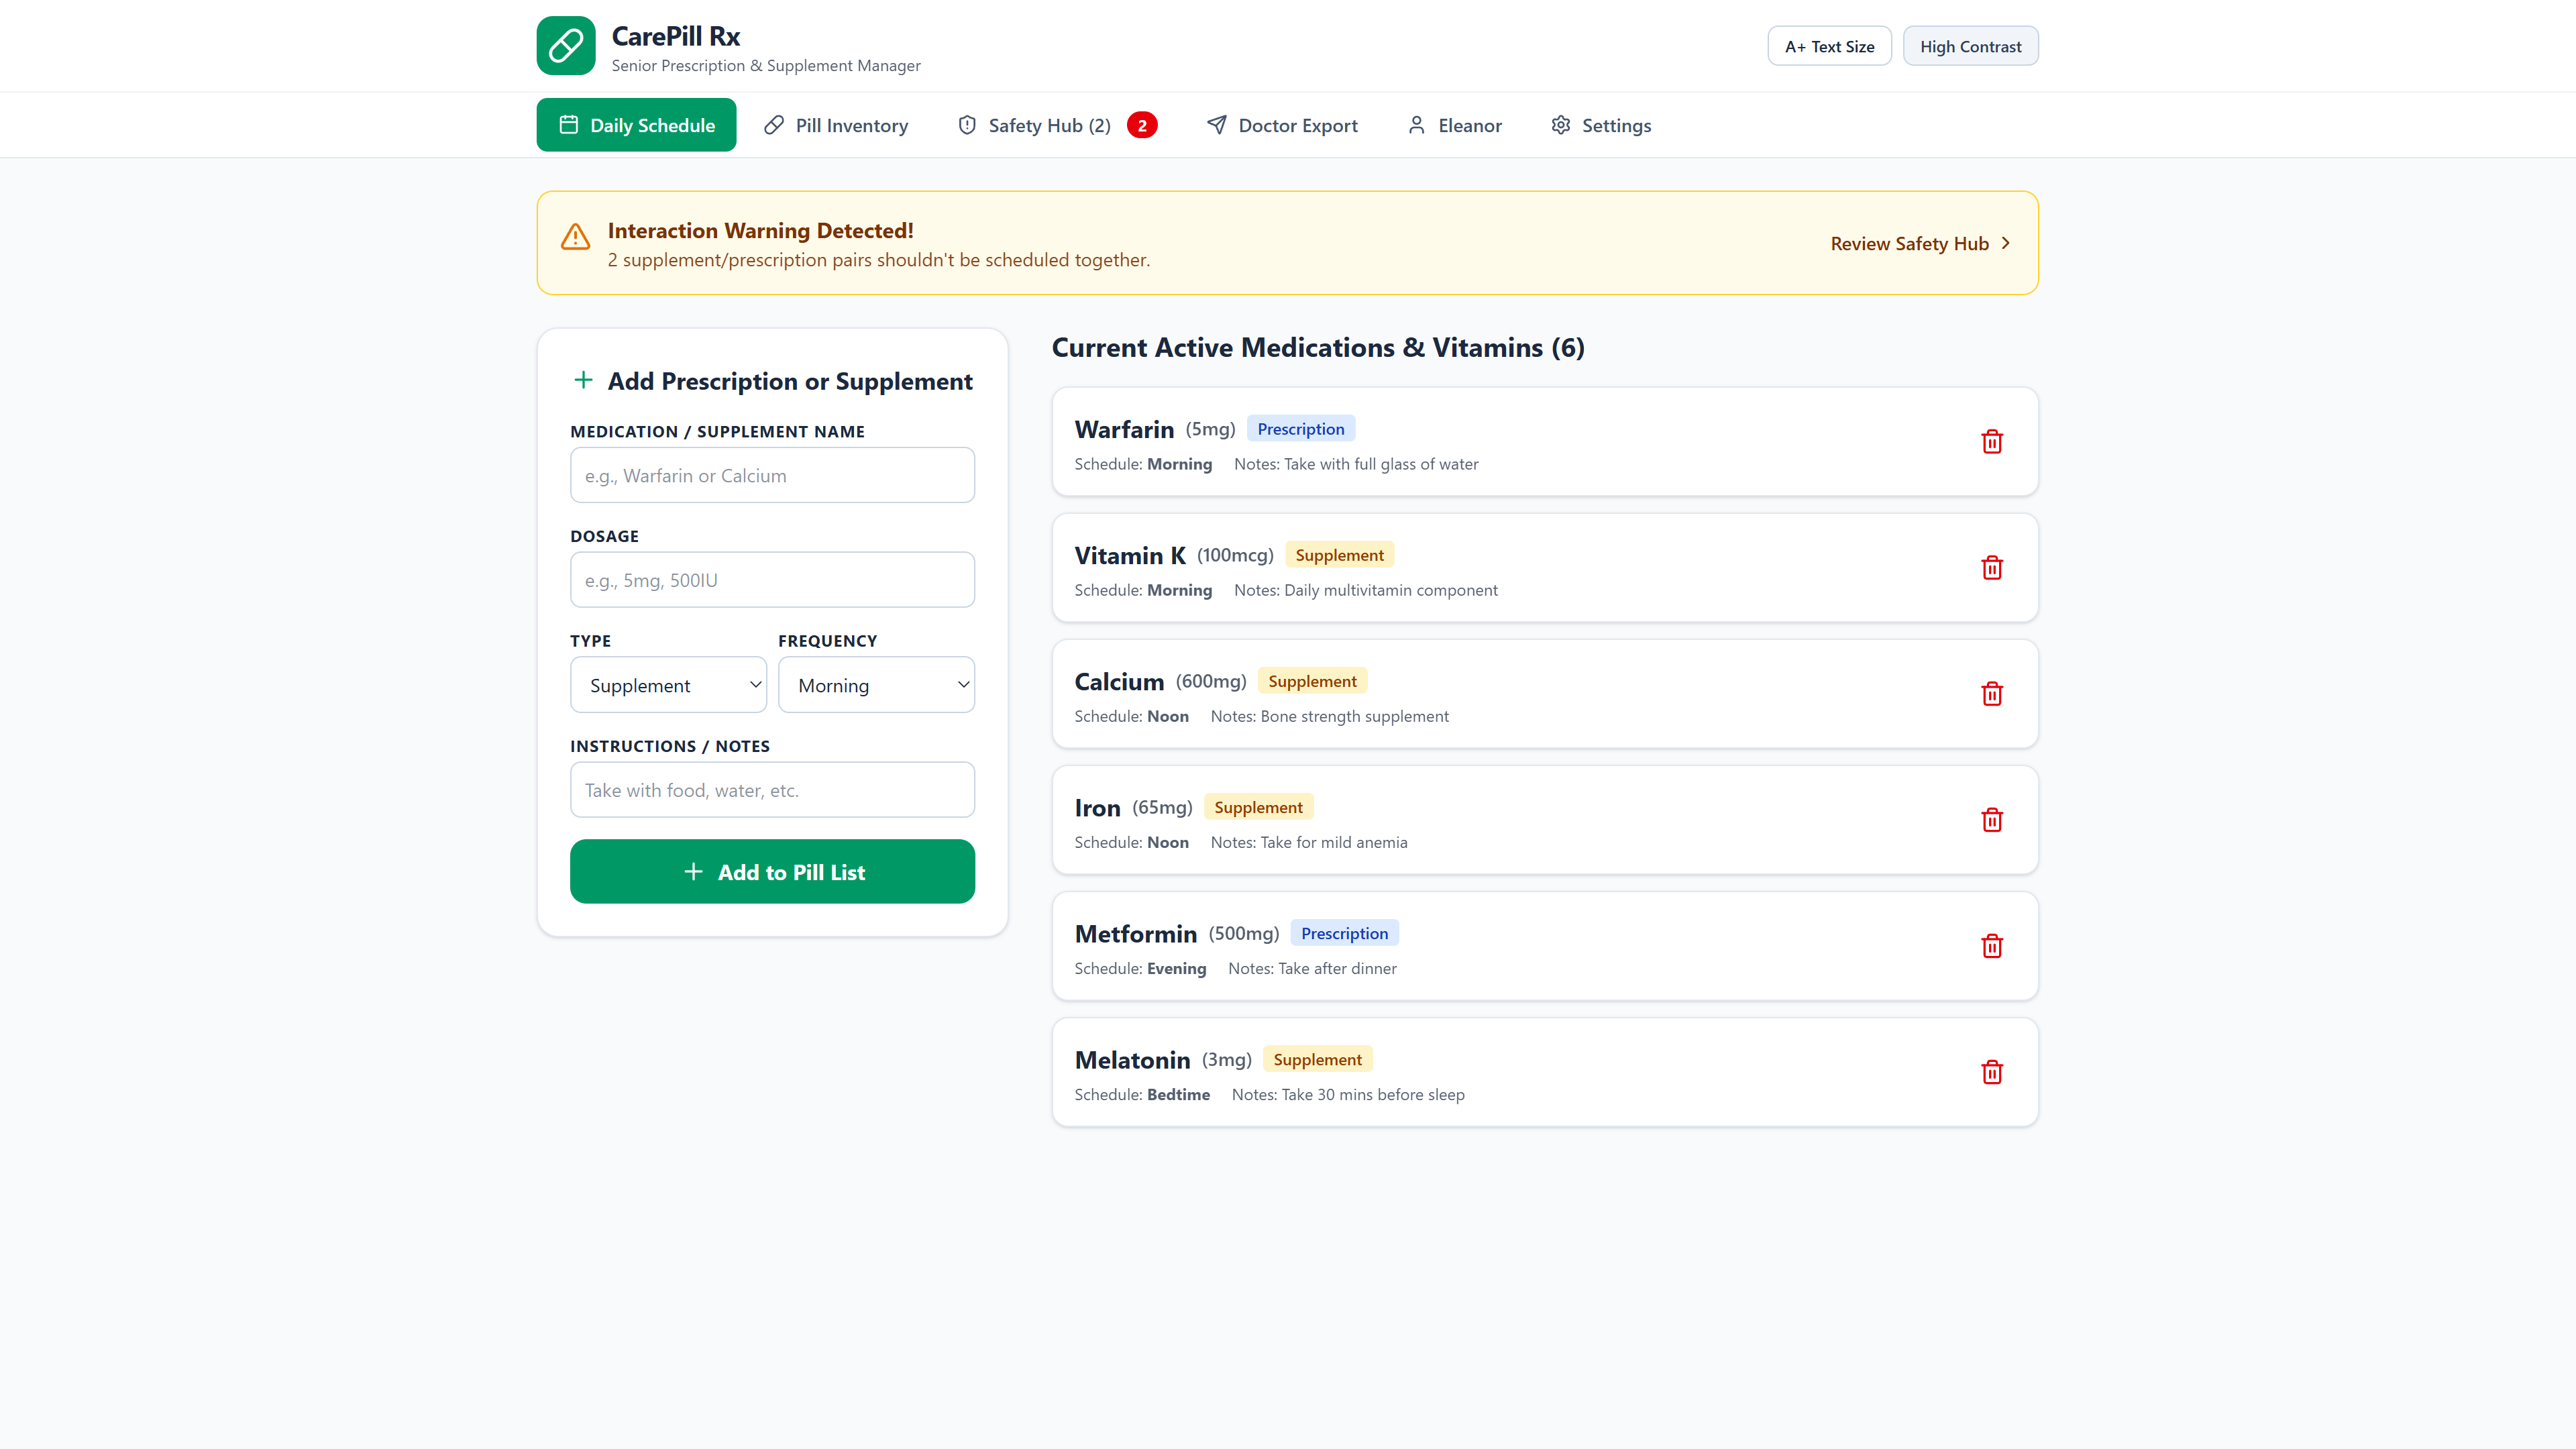 CarePill Rx
Senior Prescription & Supplement Manager
A+ Text Size
High Contrast
Daily Schedule
Pill Inventory
Safety Hub (2)
2
Doctor Export
Eleanor
Settings
Interaction Warning Detected!
2 supplement/prescription pairs shouldn't be scheduled together.
Review Safety Hub
Add Prescription or Supplement
MEDICATION / SUPPLEMENT NAME
e.g., Warfarin or Calcium
DOSAGE
e.g., 5mg, 500IU
TYPE
FREQUENCY
Supplement
Morning
INSTRUCTIONS / NOTES
Take with food, water, etc.
Add to Pill List
Current Active Medications & Vitamins (6)
Warfarin (5mg) Prescription
Schedule: Morning Notes: Take with full glass of water
Vitamin K (100mcg) Supplement
Schedule: Morning Notes: Daily multivitamin component
Calcium (600mg) Supplement
Schedule: Noon Notes: Bone strength supplement
Iron (65mg) Supplement
Schedule: Noon Notes: Take for mild anemia
Metformin (500mg) Prescription
Schedule: Evening Notes: Take after dinner
Melatonin (3mg) Supplement
Schedule: Bedtime Notes: Take 30 mins before sleep